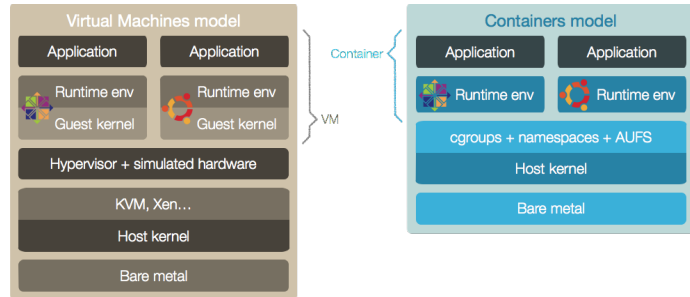 Virtual Machines model
Application
Application
Runtime env
Guest kernel
Runtime env
Guest kernel
Hypervisor + simulated hardware
KVM, Xen…
Host kernel
Bare metal
VM
Container
Containers model
Application
Application
Runtime env
Runtime env
cgroups + namespaces + AUFS
Host kernel
Bare metal